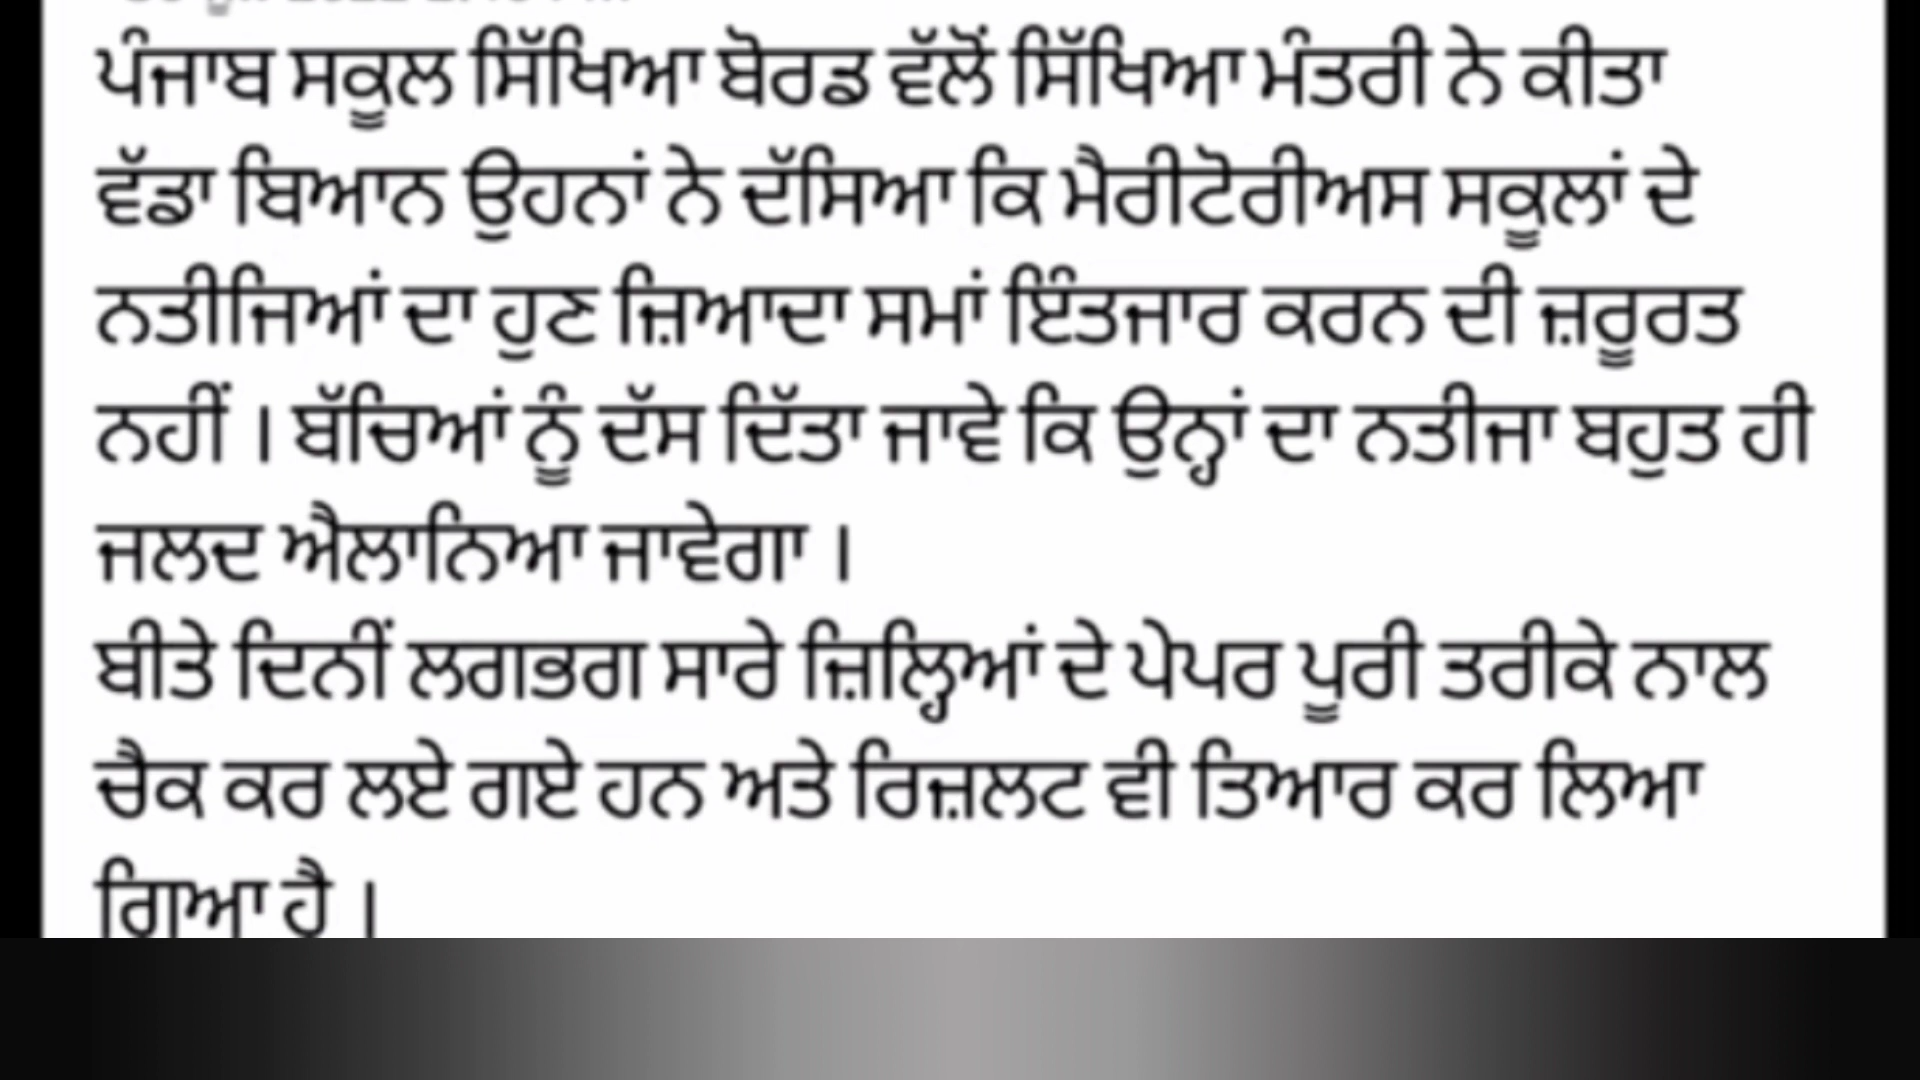 ਪੰਜਾਬ ਸਕੂਲ ਸਿੱਖਿਆ ਬੋਰਡ ਵੱਲੋਂ ਸਿੱਖਿਆ ਮੰਤਰੀ ਨੇ ਕੀਤਾ
ਵੱਡਾ ਬਿਆਨ ਉਹਨਾਂ ਨੇ ਦੱਸਿਆ ਕਿ ਮੈਰੀਟੋਰੀਅਸ ਸਕੂਲਾਂ ਦੇ
ਨਤੀਜਿਆਂ ਦਾ ਹੁਣ ਜ਼ਿਆਦਾ ਸਮਾਂ ਇੰਤਜਾਰ ਕਰਨ ਦੀ ਜ਼ਰੂਰਤ
ਨਹੀਂ । ਬੱਚਿਆਂ ਨੂੰ ਦੱਸ ਦਿੱਤਾ ਜਾਵੇ ਕਿ ਉਨ੍ਹਾਂ ਦਾ ਨਤੀਜਾ ਬਹੁਤ ਹੀ
ਜਲਦ ਐਲਾਨਿਆ ਜਾਵੇਗਾ ।
ਬੀਤੇ ਦਿਨੀਂ ਲਗਭਗ ਸਾਰੇ ਜ਼ਿਲ੍ਹਿਆਂ ਦੇ ਪੇਪਰ ਪੂਰੀ ਤਰੀਕੇ ਨਾਲ
ਚੈਕ ਕਰ ਲਏ ਗਏ ਹਨ ਅਤੇ ਰਿਜ਼ਲਟ ਵੀ ਤਿਆਰ ਕਰ ਲਿਆ
ਗਿਆ ਹੈ ।